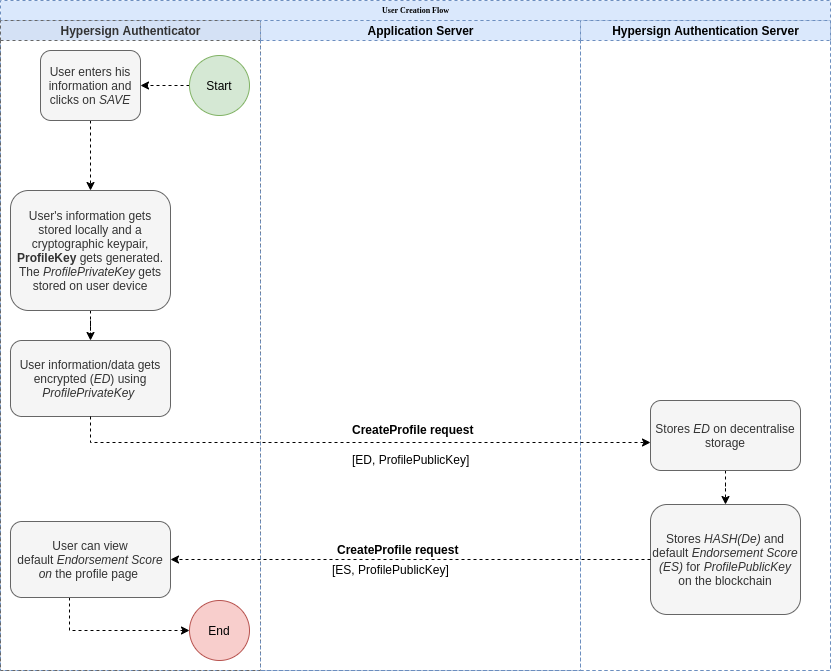 User Creation Flow
Hypersign Authenticator
Application Server
Hypersign Authentication Server
User enters his
information and
clicks on SAVE
Start
User's information gets
stored locally and a
cryptographic keypair,
ProfileKey gets generated.
The ProfilePrivateKey gets
stored on user device
User information/data gets
encrypted (ED) using
ProfilePrivateKey
CreateProfile request
[ED, ProfilePublicKey]
Stores ED on decentralise
storage
Stores HASH(De) and
default Endorsement Score
(ES) for ProfilePublicKey
on the blockchain
CreateProfile request
[ES, ProfilePublicKey]
User can view
default Endorsement Score
on the profile page
End